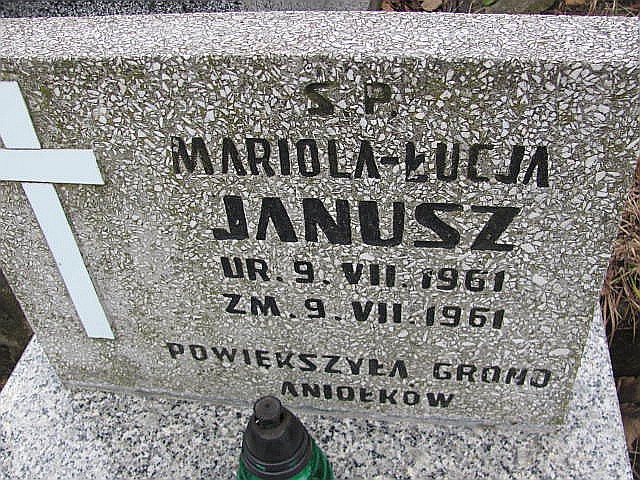 Ś.P.
MARIOLA-ŁUCJA
JANUSZ
UR. 9. VII. 1961
ZM. 9. VII. 1961
POWIĘKSZYŁA GRONO
ANIOŁKÓW